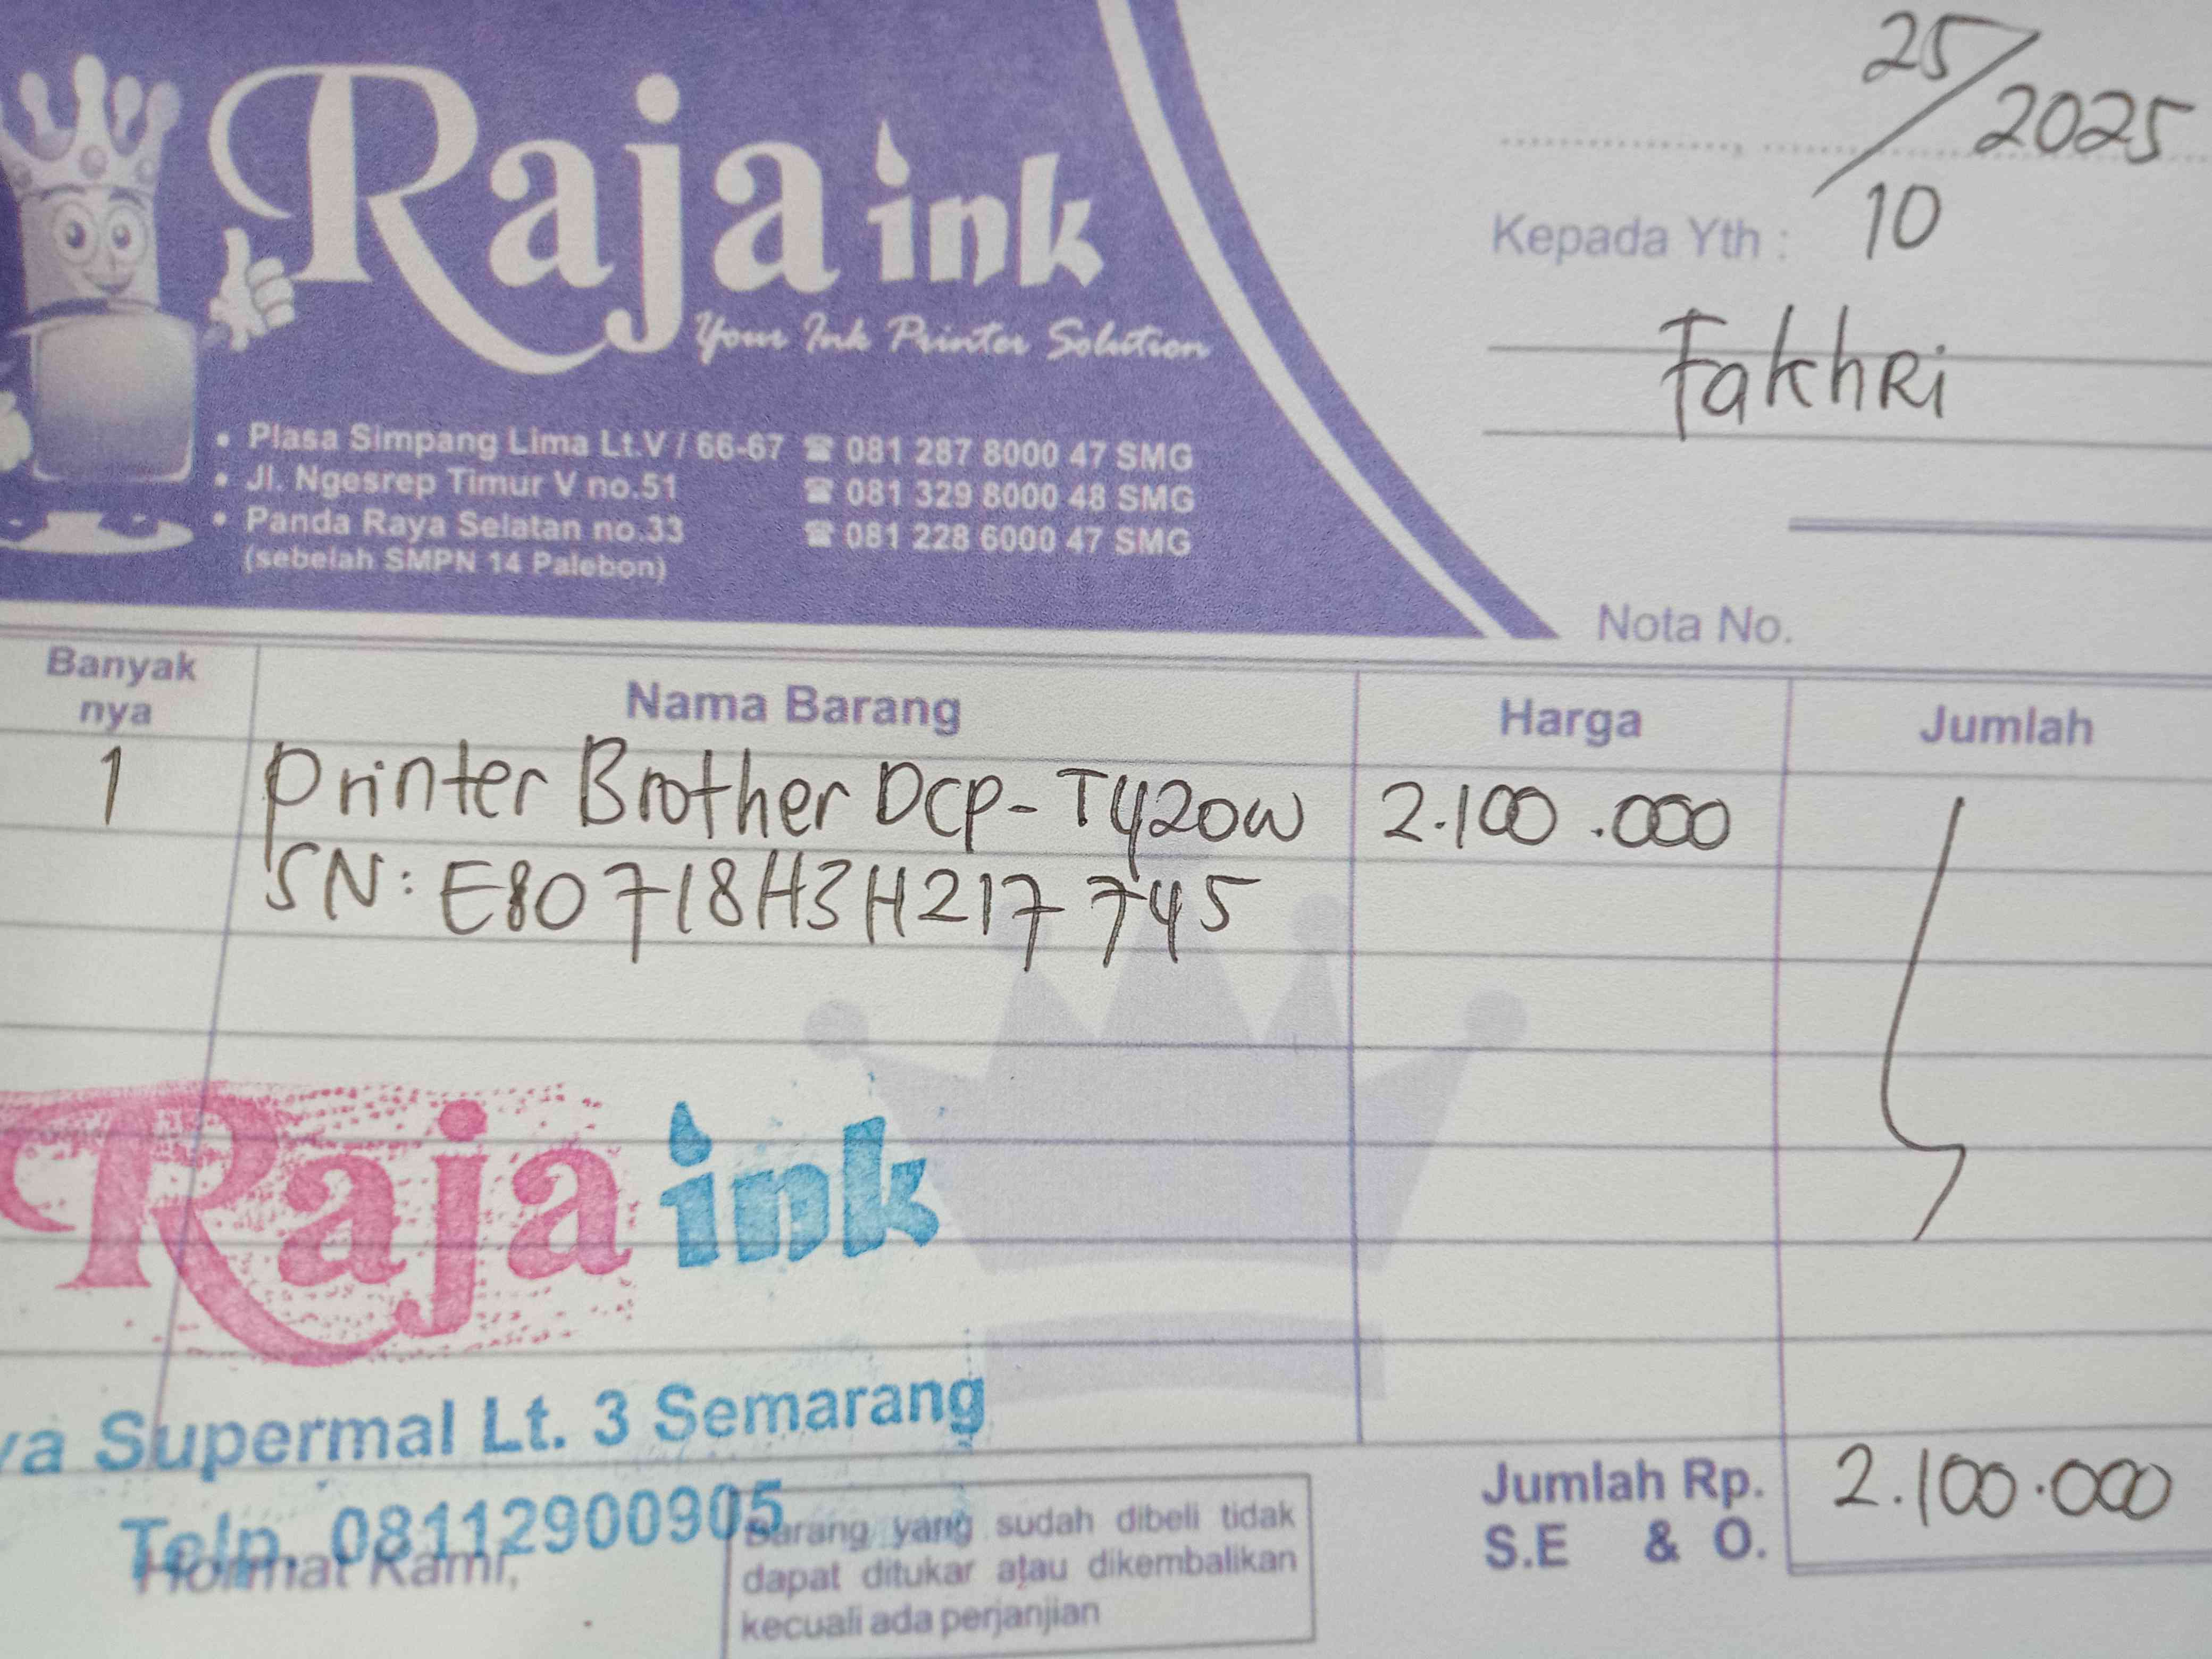 25/10/2025
Raja ink
Your Ink Printer Solution
Kepada Yth :
Fakhri
• Plasa Simpang Lima Lt.V / 66-67 ☎ 081 287 8000 47 SMG
• Jl. Ngesrep Timur V no.51 ☎ 081 329 8000 48 SMG
• Panda Raya Selatan no.33 ☎ 081 228 6000 47 SMG
(sebelah SMPN 14 Palebon)
Nota No.
Banyak nya Nama Barang Harga Jumlah
1 Printer Brother DCP-T420W 2.100.000
SN: E80718H3H217745
Raja ink
ya Supermal Lt. 3 Semarang
Telp. 08112900905
Hormat Kami,
Barang yang sudah dibeli tidak
dapat ditukar atau dikembalikan
kecuali ada perjanjian
Jumlah Rp. 2.100.000
S.E & O.